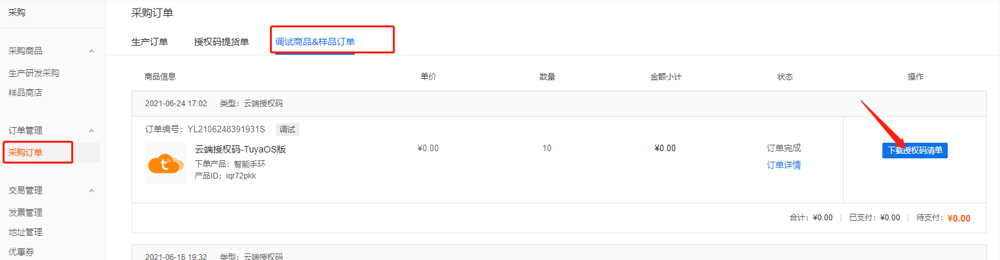 采购
采购商品
生产研发采购
样品商店
订单管理
采购订单
交易管理
发票管理
地址管理
优惠券
采购订单
生产订单 授权码提货单 调试商品&样品订单
商品信息 单价 数量 金额小计 状态 操作
2021-06-24 17:02 类型：云端授权码
订单编号：YL2106248391931S 调试
云端授权码-TuyaOS版
下单产品：智能手环
产品ID：iqr72pkk
¥0.00 10 ¥0.00 订单完成
订单详情
下载授权码清单
合计：¥0.00 已支付：¥0.00 待支付：¥0.00
2021-06-16 19:32 类型：云端授权码